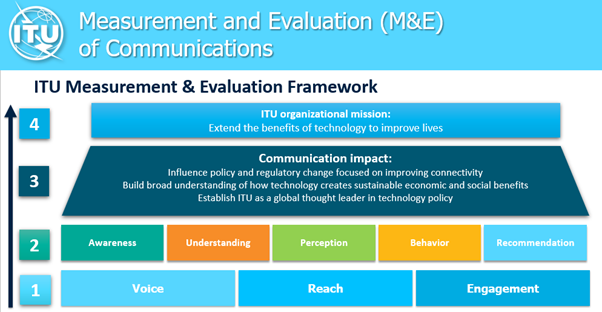 ITU
Measurement and Evaluation (M&E)
of Communications
ITU Measurement & Evaluation Framework
4
ITU organizational mission:
Extend the benefits of technology to improve lives
3
Communication impact:
Influence policy and regulatory change focused on improving connectivity
Build broad understanding of how technology creates sustainable economic and social benefits
Establish ITU as a global thought leader in technology policy
2
Awareness
Understanding
Perception
Behavior
Recommendation
1
Voice
Reach
Engagement